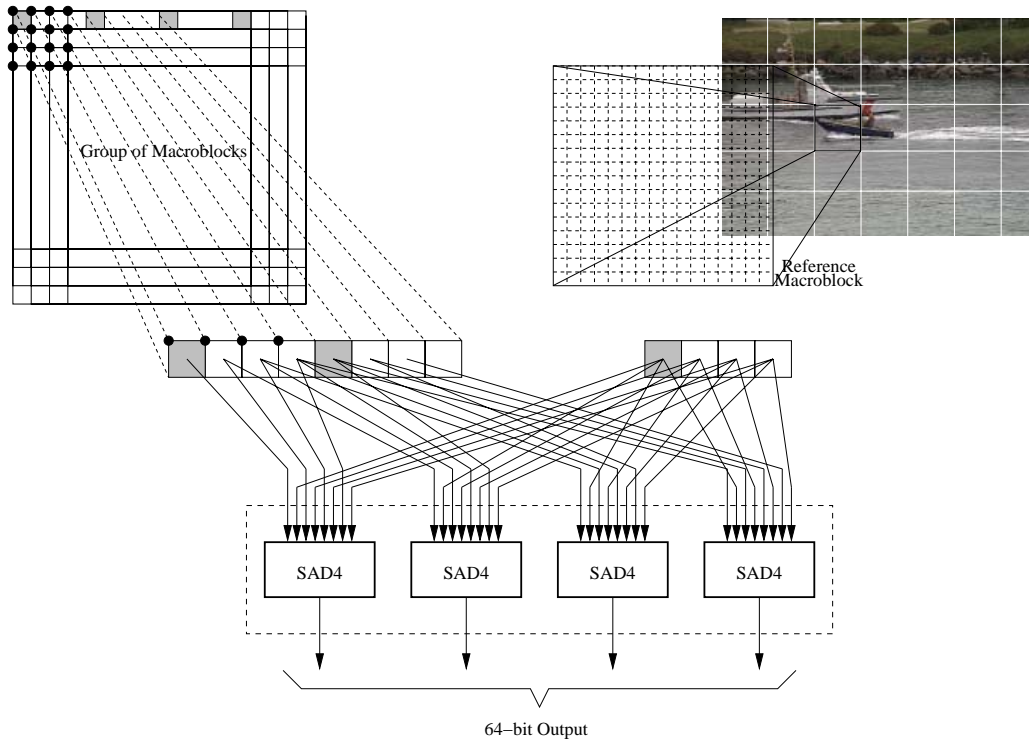 Group of Macroblocks
Reference
Macroblock
SAD4
SAD4
SAD4
SAD4
64−bit Output